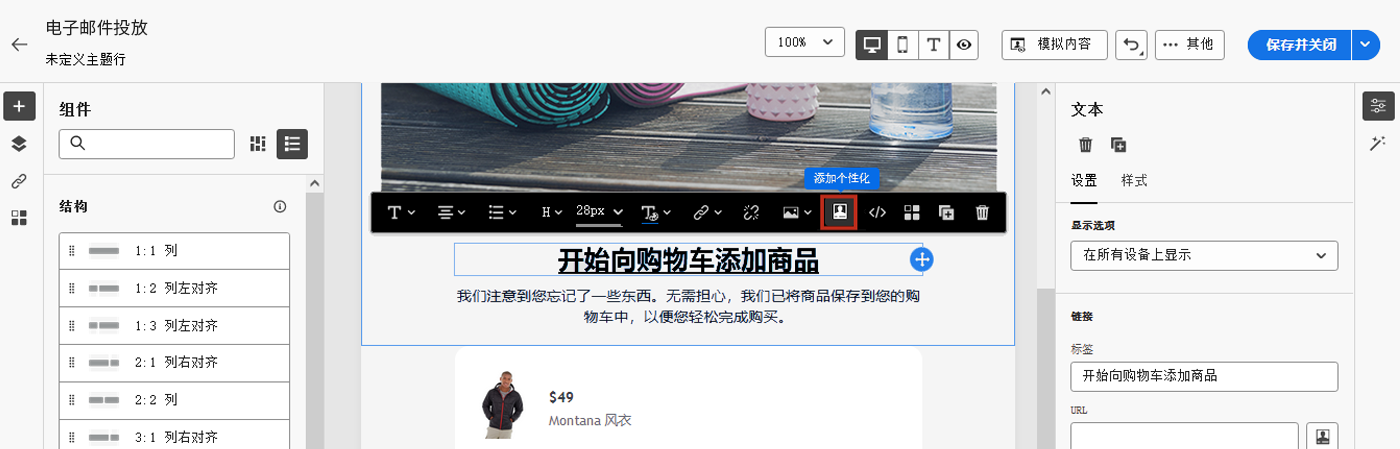 电子邮件投放
未定义主题行
100%
T
模拟内容
••• 其他
保存并关闭
组件
结构
1:1 列
1:2 列左对齐
1:3 列左对齐
2:1 列右对齐
2:2 列
3:1 列右对齐
添加个性化
T
H
28px
T
开始向购物车添加商品
我们注意到您忘记了一些东西。无需担心，我们已将商品保存到您的购
物车中，以便您轻松完成购买。
$49
Montana 风衣
文本
设置 样式
显示选项
在所有设备上显示
链接
标签
开始向购物车添加商品
URL